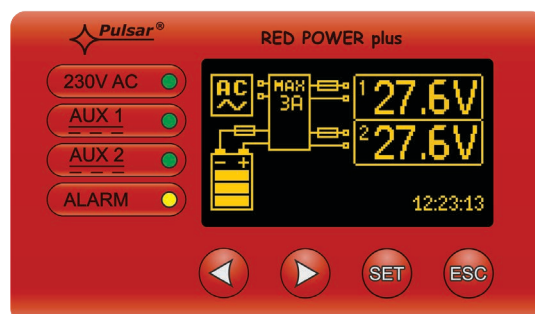 Pulsar®
RED POWER plus
230V AC
AUX 1
AUX 2
ALARM
AC
MAX
3A
1 27.6V
2 27.6V
- +
12:23:13
SET
ESC